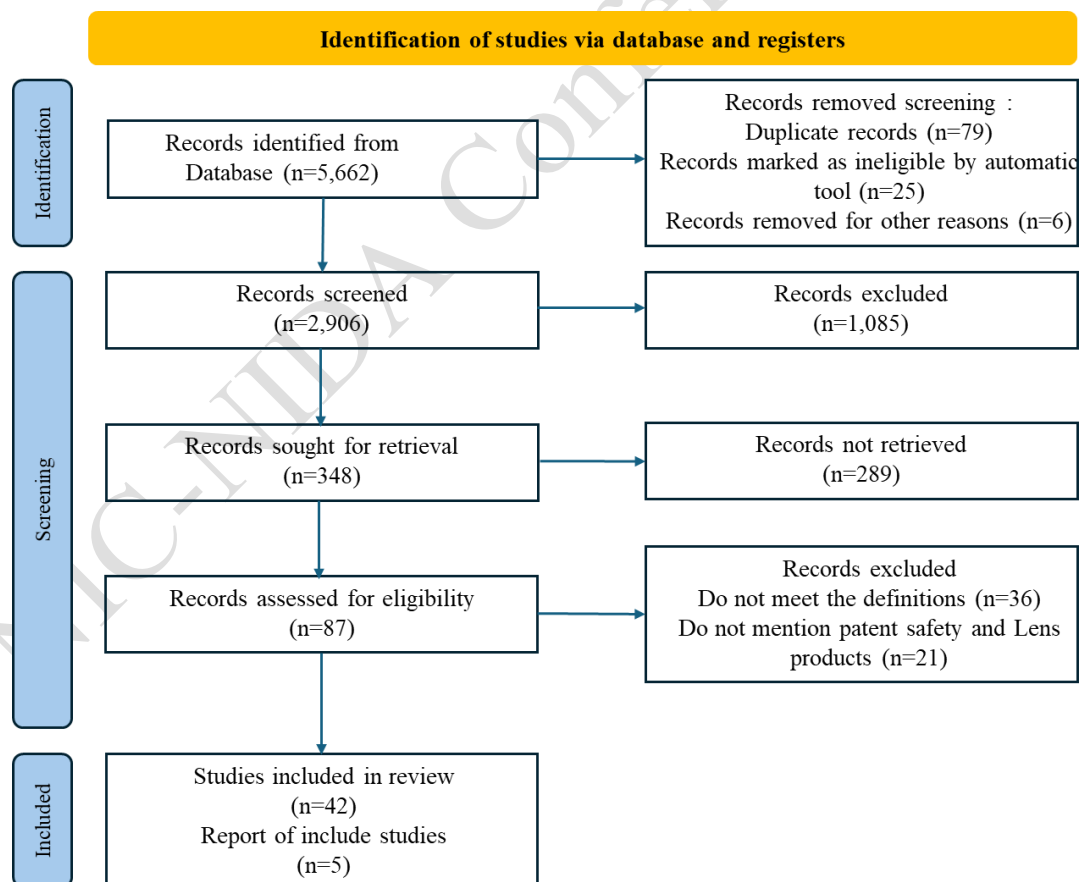 Identification of studies via database and registers
Identification
Records identified from
Database (n=5,662)
Records removed screening :
Duplicate records (n=79)
Records marked as ineligible by automatic
tool (n=25)
Records removed for other reasons (n=6)
Screening
Records screened
(n=2,906)
Records excluded
(n=1,085)
Records sought for retrieval
(n=348)
Records not retrieved
(n=289)
Records assessed for eligibility
(n=87)
Records excluded
Do not meet the definitions (n=36)
Do not mention patent safety and Lens
products (n=21)
Included
Studies included in review
(n=42)
Report of include studies
(n=5)
NIC-NIDA